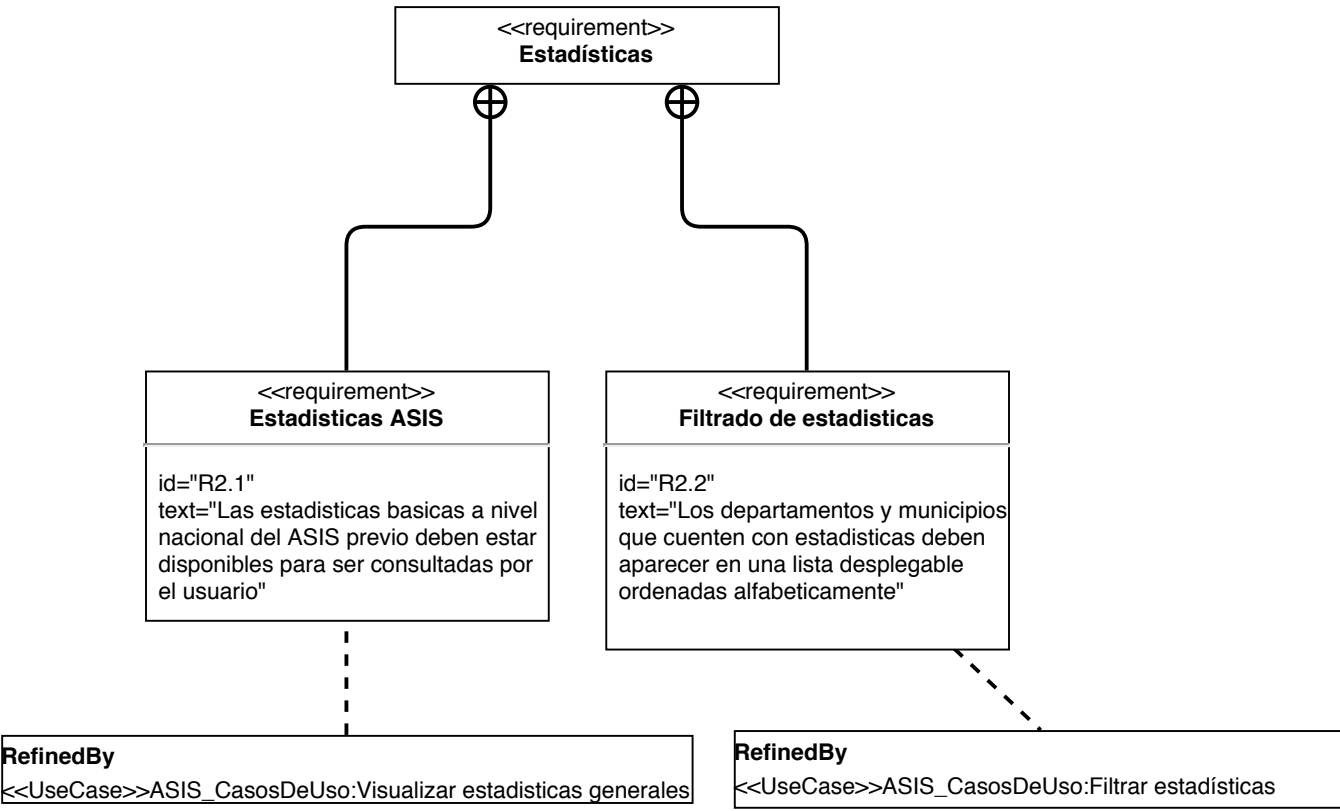 <<requirement>>
Estadísticas
<<requirement>>
Estadisticas ASIS
id="R2.1"
text="Las estadisticas basicas a nivel
nacional del ASIS previo deben estar
disponibles para ser consultadas por
el usuario"
<<requirement>>
Filtrado de estadisticas
id="R2.2"
text="Los departamentos y municipios
que cuenten con estadisticas deben
aparecer en una lista desplegable
ordenadas alfabeticamente"
RefinedBy
<<UseCase>>ASIS_CasosDeUso:Visualizar estadisticas generales
RefinedBy
<<UseCase>>ASIS_CasosDeUso:Filtrar estadísticas